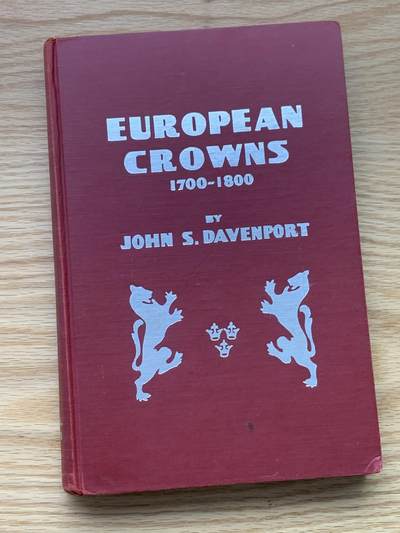 EUROPEAN
CROWNS
1700-1800
BY
JOHN S. DAVENPORT